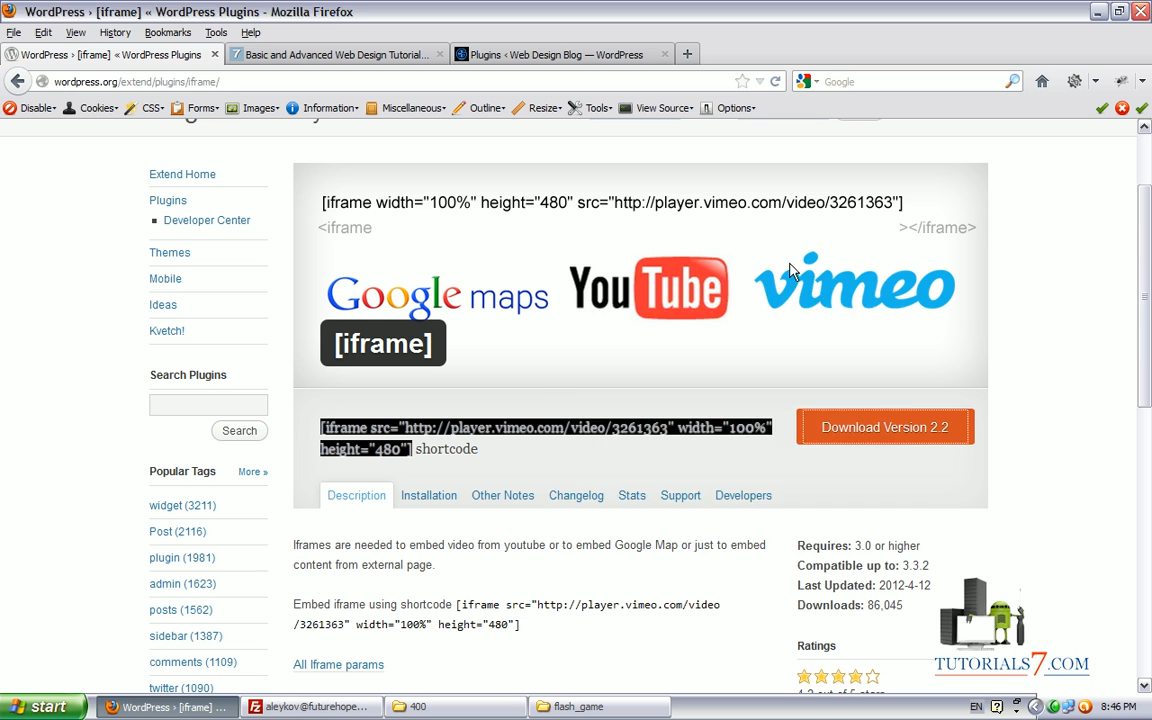 WordPress › [iframe] « WordPress Plugins - Mozilla Firefox
File Edit View History Bookmarks Tools Help
WordPress › [iframe] « WordPress Plugins
Basic and Advanced Web Design Tutorial...
Plugins ‹ Web Design Blog — WordPress
wordpress.org/extend/plugins/iframe/
Google
Disable Cookies CSS Forms Images Information Miscellaneous Outline Resize Tools View Source Options
Extend Home
Plugins
Developer Center
Themes
Mobile
Ideas
Kvetch!
Search Plugins
Search
Popular Tags More »
widget (3211)
Post (2116)
plugin (1981)
admin (1623)
posts (1562)
sidebar (1387)
comments (1109)
twitter (1090)
[iframe width="100%" height="480" src="http://player.vimeo.com/video/3261363"]
<iframe ></iframe>
Google maps YouTube vimeo
[iframe]
[iframe src="http://player.vimeo.com/video/3261363" width="100%"
height="480"] shortcode
Download Version 2.2
Description Installation Other Notes Changelog Stats Support Developers
Iframes are needed to embed video from youtube or to embed Google Map or just to embed
content from external page.
Embed iframe using shortcode [iframe src="http://player.vimeo.com/video
/3261363" width="100%" height="480"]
All Iframe params
Requires: 3.0 or higher
Compatible up to: 3.3.2
Last Updated: 2012-4-12
Downloads: 86,045
Ratings
TUTORIALS7.COM
start
WordPress › [iframe] ...
aleykov@futurehope...
400
flash_game
EN
8:46 PM